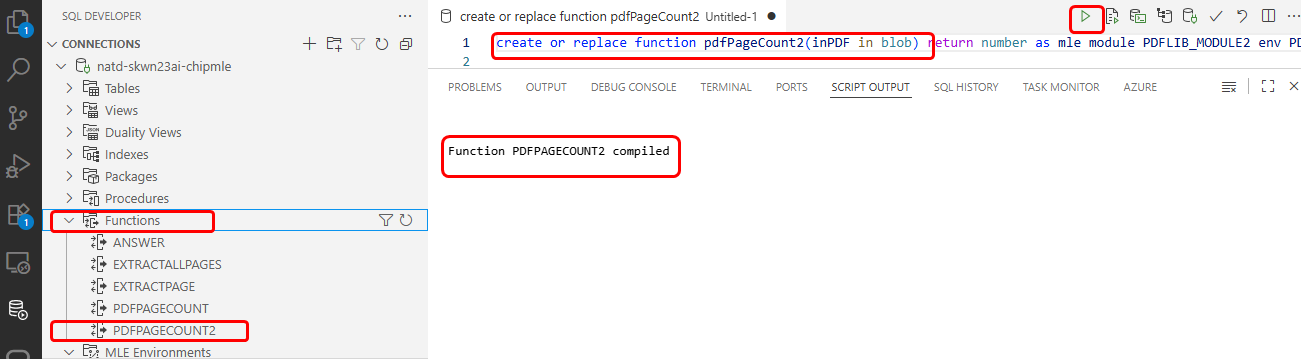 SQL DEVELOPER
CONNECTIONS
natd-skwn23ai-chipmle
Tables
Views
Duality Views
Indexes
Packages
Procedures
Functions
ANSWER
EXTRACTALLPAGES
EXTRACTPAGE
PDFPAGECOUNT
PDFPAGECOUNT2
MLE Environments
1
1
create or replace function pdfPageCount2 Untitled-1
1 create or replace function pdfPageCount2(inPDF in blob) return number as mle module PDFLIB_MODULE2 env PD
2
PROBLEMS OUTPUT DEBUG CONSOLE TERMINAL PORTS SCRIPT OUTPUT SQL HISTORY TASK MONITOR AZURE
Function PDFPAGECOUNT2 compiled